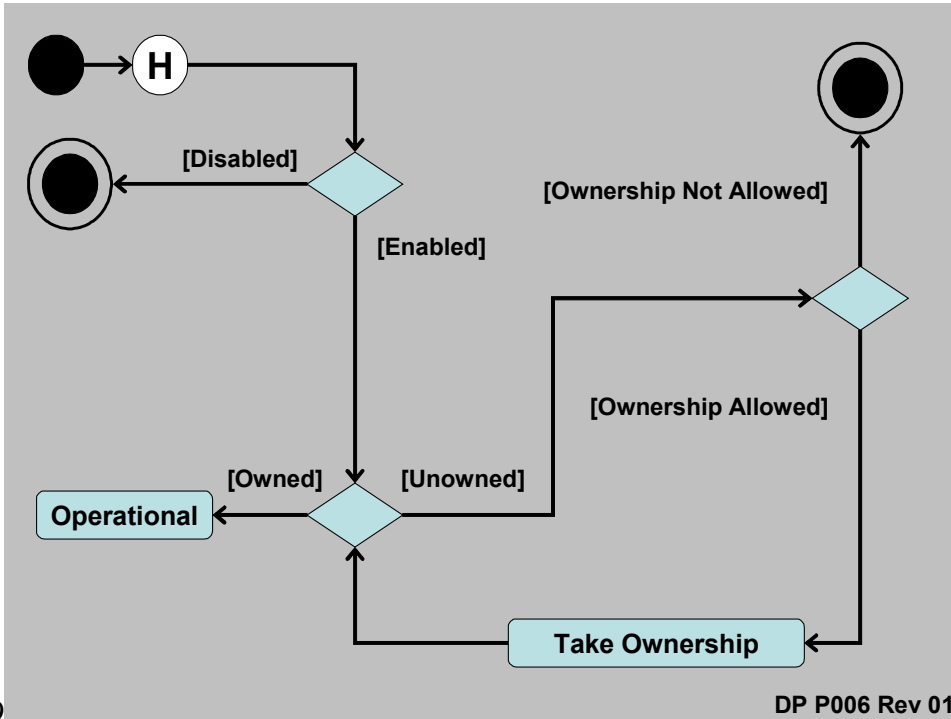 H
[Disabled]
[Ownership Not Allowed]
[Enabled]
[Ownership Allowed]
[Owned]
[Unowned]
Operational
Take Ownership
)
DP P006 Rev 01